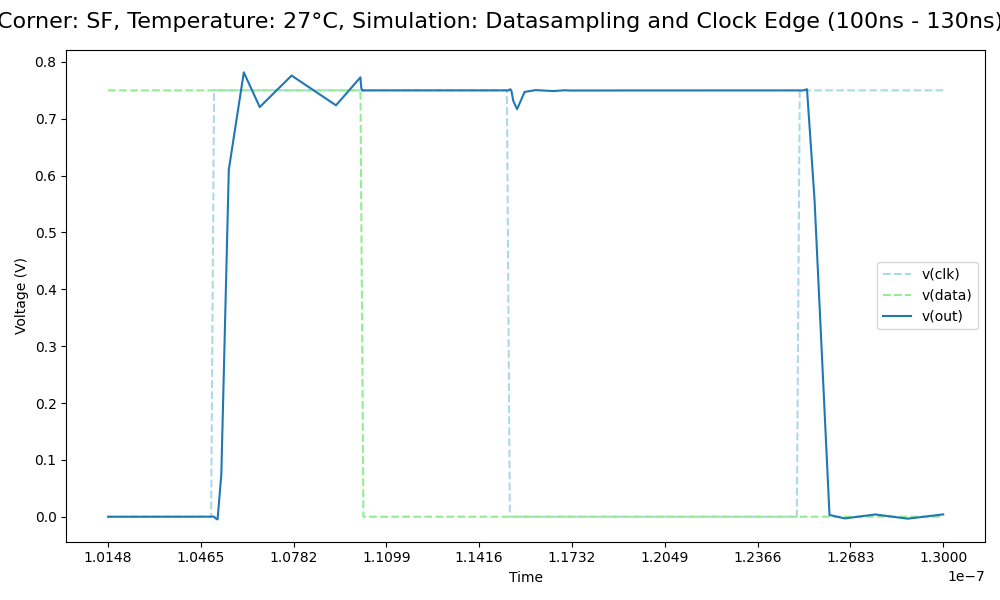 Corner: SF, Temperature: 27°C, Simulation: Datasampling and Clock Edge (100ns - 130ns)
0.8
0.7
0.6
0.5
0.4
0.3
0.2
0.1
0.0
Voltage (V)
v(clk)
v(data)
v(out)
1.0148 1.0465 1.0782 1.1099 1.1416 1.1732 1.2049 1.2366 1.2683 1.3000
1e−7
Time